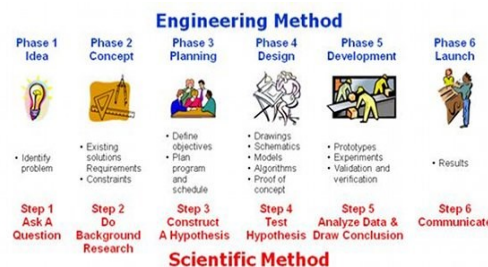 Engineering Method
Phase 1
Idea
Phase 2
Concept
Phase 3
Planning
Phase 4
Design
Phase 5
Development
Phase 6
Launch
• Identify
problem
• Existing
solutions
Requirements
• Constraints
• Define
objectives
• Plan
program
and
schedule
• Drawings
• Schematics
• Models
• Algorithms
• Proof of
concept
• Prototypes
• Experiments
• Validation and
verification
• Results
Step 1
Ask A
Question
Step 2
Do
Background
Research
Step 3
Construct
A Hypothesis
Step 4
Test
Hypothesis
Step 5
Analyze Data &
Draw Conclusion
Step 6
Communicate
Scientific Method